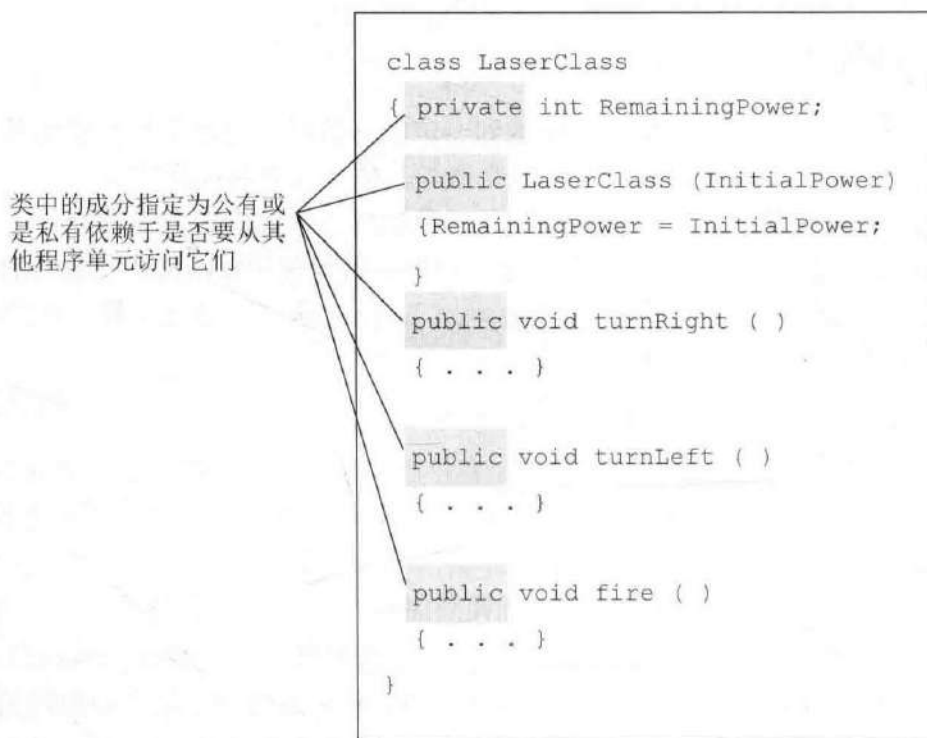 class LaserClass
{ private int RemainingPower;
public LaserClass (InitialPower)
{RemainingPower = InitialPower;
}
public void turnRight ( )
{ . . . }
public void turnLeft ( )
{ . . . }
public void fire ( )
{ . . . }
}
类中的成分指定为公有或
是私有依赖于是否要从其
他程序单元访问它们